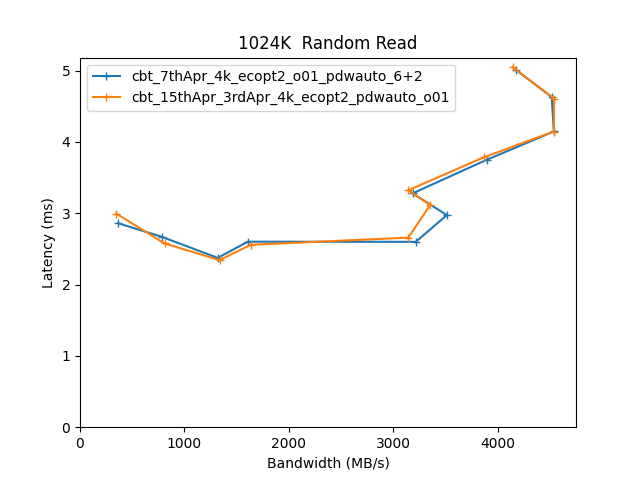 1024K  Random Read
cbt_7thApr_4k_ecopt2_o01_pdwauto_6+2
cbt_15thApr_3rdApr_4k_ecopt2_pdwauto_o01
5
4
3
2
1
0
Latency (ms)
0 1000 2000 3000 4000
Bandwidth (MB/s)